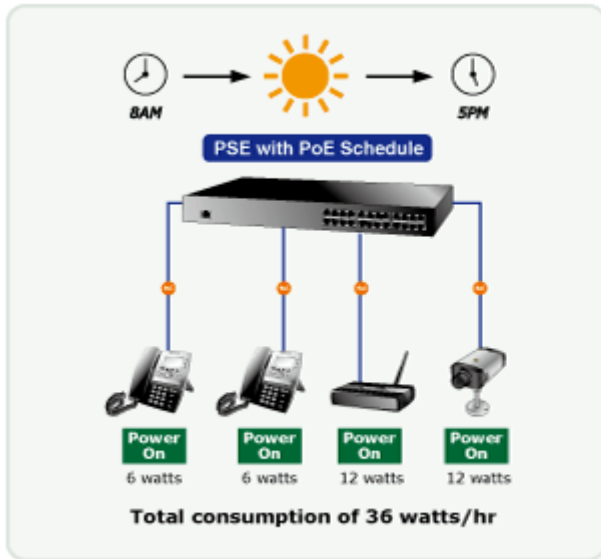 8AM
5PM
PSE with PoE Schedule
Power On
6 watts
Power On
6 watts
Power On
12 watts
Power On
12 watts
Total consumption of 36 watts/hr